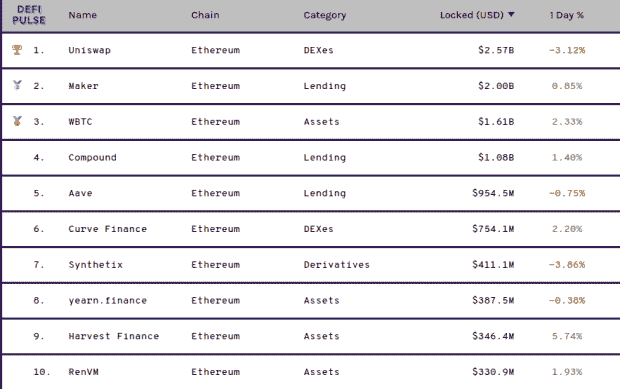 DEFI PULSE Name Chain Category Locked (USD) ▼ 1 Day %
1. Uniswap Ethereum DEXes $2.57B -3.12%
2. Maker Ethereum Lending $2.00B 0.85%
3. WBTC Ethereum Assets $1.61B 2.33%
4. Compound Ethereum Lending $1.08B 1.40%
5. Aave Ethereum Lending $954.5M -0.75%
6. Curve Finance Ethereum DEXes $754.1M 2.20%
7. Synthetix Ethereum Derivatives $411.1M -3.86%
8. yearn.finance Ethereum Assets $387.5M -0.38%
9. Harvest Finance Ethereum Assets $346.4M 5.74%
10. RenVM Ethereum Assets $330.9M 1.93%